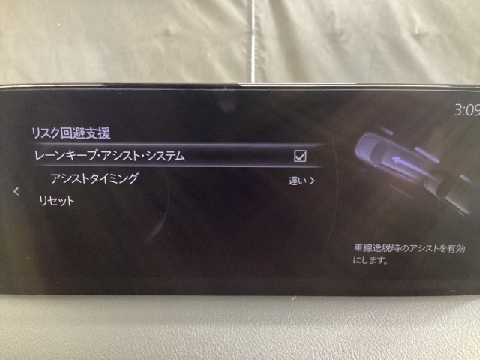 3:09
リスク回避支援
レーンキープ・アシスト・システム
アシストタイミング 遅い
リセット
車線逸脱時のアシストを有効
にします。